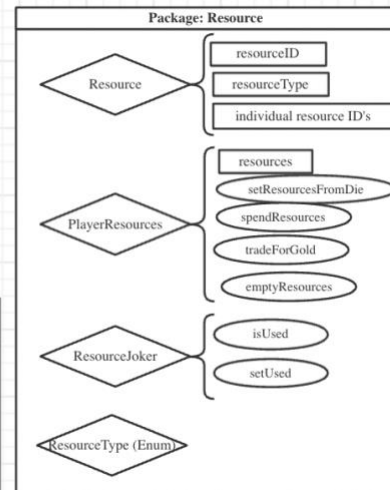 Package: Resource
Resource
resourceID
resourceType
individual resource ID's
PlayerResources
resources
setResourcesFromDie
spendResources
tradeForGold
emptyResources
ResourceJoker
isUsed
setUsed
ResourceType (Enum)